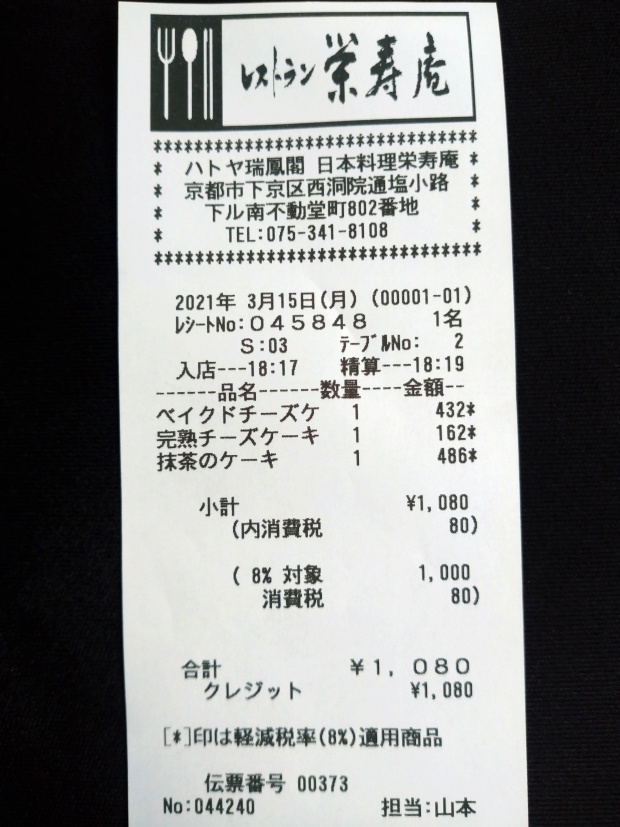 レストラン 栄寿庵
********************************
* ハトヤ瑞鳳閣 日本料理栄寿庵 *
* 京都市下京区西洞院通塩小路 *
* 下ル南不動堂町802番地 *
* TEL:075-341-8108 *
********************************
2021年 3月15日(月) (00001-01)
ﾚｼｰﾄNo:０４５８４８ 1名
S:03 ﾃｰﾌﾞﾙNo: 2
入店---18:17 精算---18:19
------品名------数量----金額--
ベイクドチーズケ 1 432*
完熟チーズケーキ 1 162*
抹茶のケーキ 1 486*
小計 ¥1,080
(内消費税 80)
( 8% 対象 1,000
消費税 80)
合計 ￥１，０８０
クレジット ¥1,080
[*]印は軽減税率(8%)適用商品
伝票番号 00373
No:044240 担当:山本